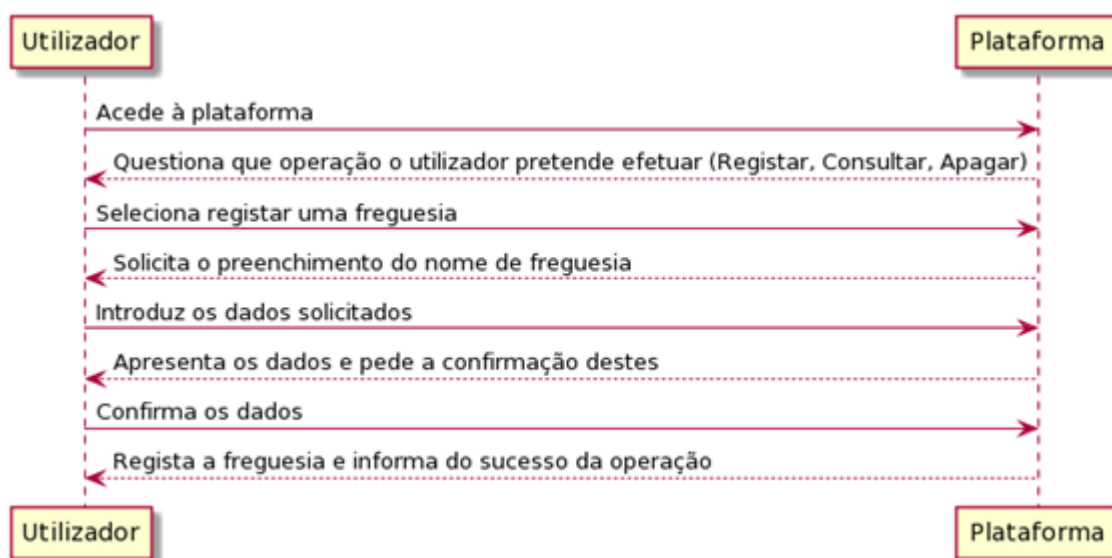 Utilizador
Plataforma
Acede à plataforma
Questiona que operação o utilizador pretende efetuar (Registar, Consultar, Apagar)
Seleciona registar uma freguesia
Solicita o preenchimento do nome de freguesia
Introduz os dados solicitados
Apresenta os dados e pede a confirmação destes
Confirma os dados
Regista a freguesia e informa do sucesso da operação
Utilizador
Plataforma